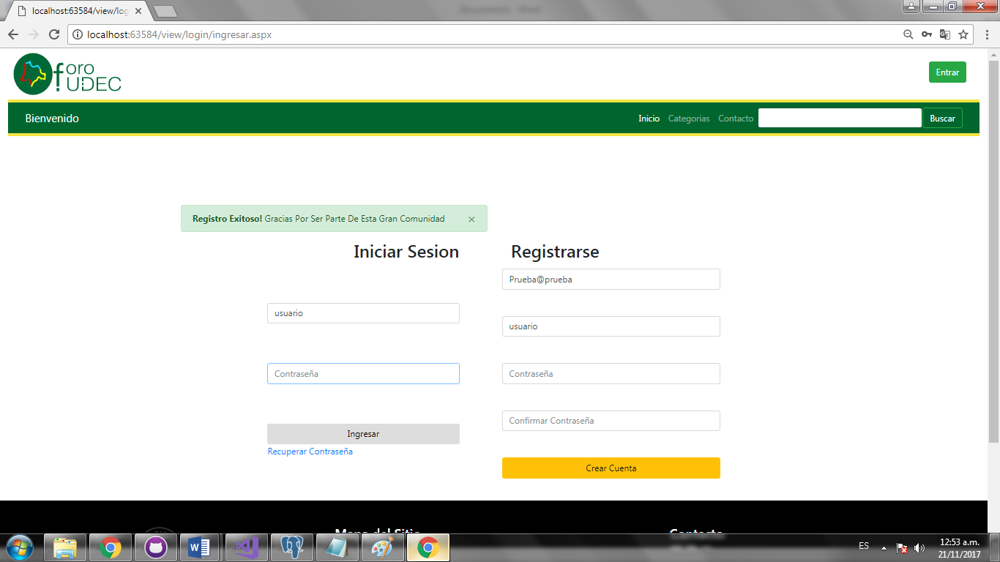 localhost:63584/view/log
localhost:63584/view/login/ingresar.aspx
foro
UDEC
Entrar
Bienvenido
Inicio
Categorias
Contacto
Buscar
Registro Exitoso! Gracias Por Ser Parte De Esta Gran Comunidad ×
Iniciar Sesion
Registrarse
Prueba@prueba
usuario
usuario
Contraseña
Contraseña
Confirmar Contraseña
Ingresar
Recuperar Contraseña
Crear Cuenta
Mapa del Sitio
Contacto
ES
12:53 a.m.
21/11/2017